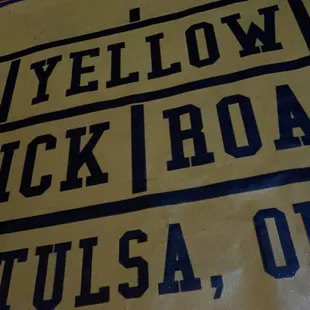 YELLOW
ICK ROA
TULSA, O